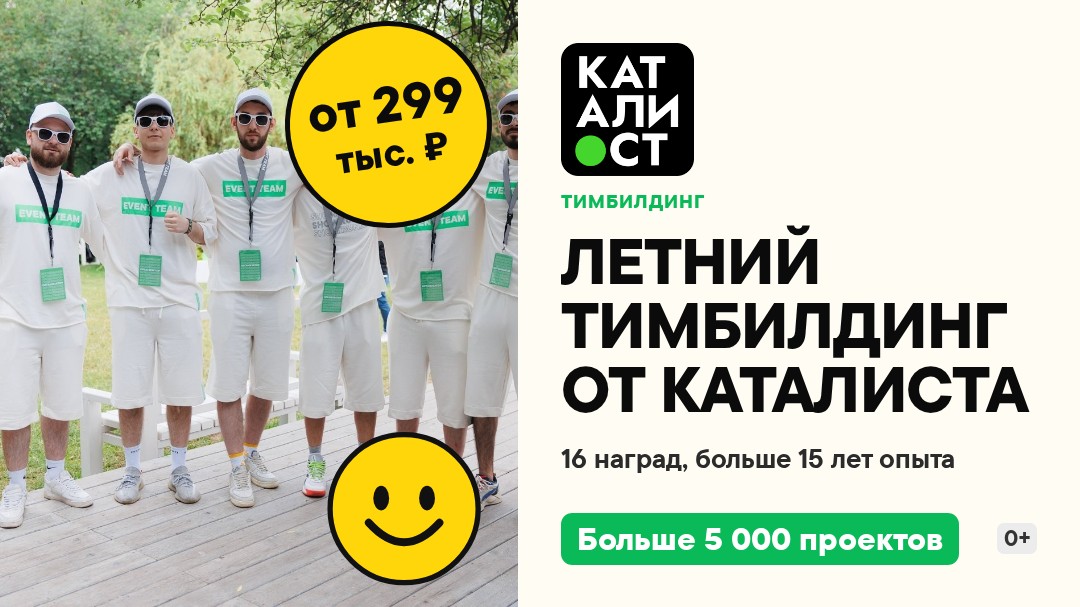 от 299
тыс. ₽
EVENT TEAM
EVENT TEAM
EVENT TEAM
EVENT TEAM
КАТ
АЛИ
СТ
ТИМБИЛДИНГ
ЛЕТНИЙ
ТИМБИЛДИНГ
ОТ КАТАЛИСТА
16 наград, больше 15 лет опыта
Больше 5 000 проектов
0+